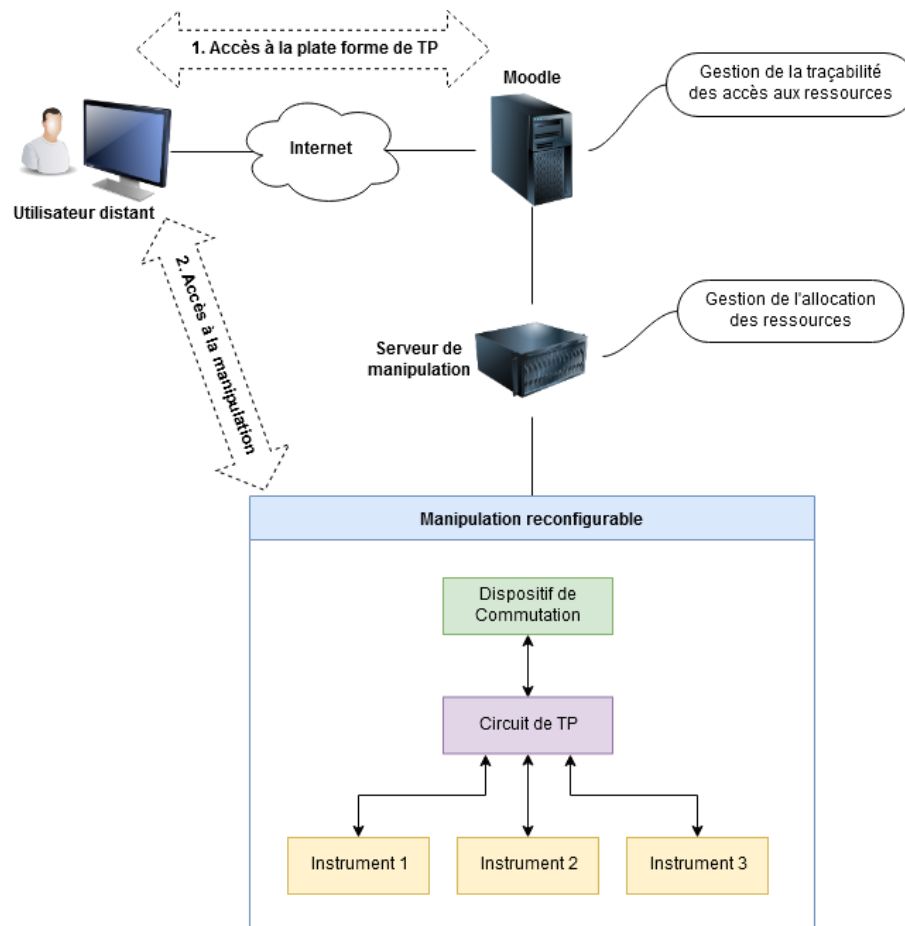 1. Accès à la plate forme de TP
Moodle
Gestion de la traçabilité
des accès aux ressources
Internet
Utilisateur distant
2. Accès à la manipulation
Gestion de l'allocation
des ressources
Serveur de
manipulation
Manipulation reconfigurable
Dispositif de
Commutation
Circuit de TP
Instrument 1
Instrument 2
Instrument 3